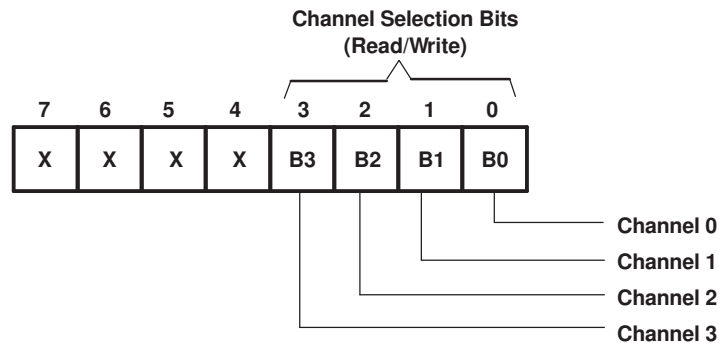 Channel Selection Bits
(Read/Write)
7 6 5 4 3 2 1 0
X X X X B3 B2 B1 B0
Channel 0
Channel 1
Channel 2
Channel 3